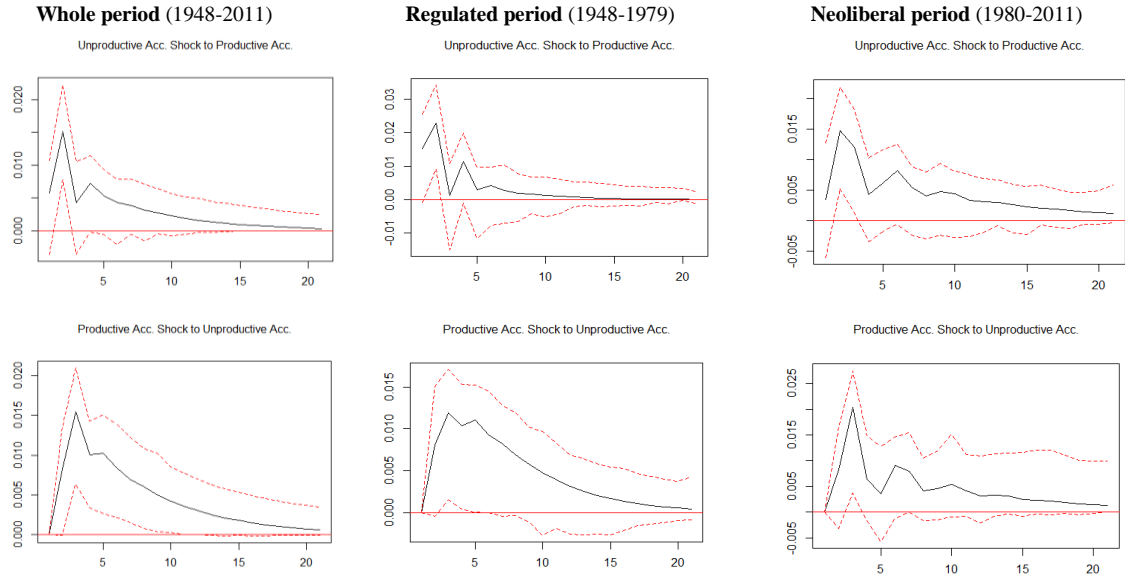 Whole period (1948-2011)
Regulated period (1948-1979)
Neoliberal period (1980-2011)
Unproductive Acc. Shock to Productive Acc.
Unproductive Acc. Shock to Productive Acc.
Unproductive Acc. Shock to Productive Acc.
0.000 0.010 0.020
5 10 15 20
-0.01 0.00 0.01 0.02 0.03
5 10 15 20
-0.005 0.005 0.015
5 10 15 20
Productive Acc. Shock to Unproductive Acc.
Productive Acc. Shock to Unproductive Acc.
Productive Acc. Shock to Unproductive Acc.
0.000 0.005 0.010 0.015 0.020
5 10 15 20
0.000 0.005 0.010 0.015
5 10 15 20
-0.005 0.005 0.015 0.025
5 10 15 20